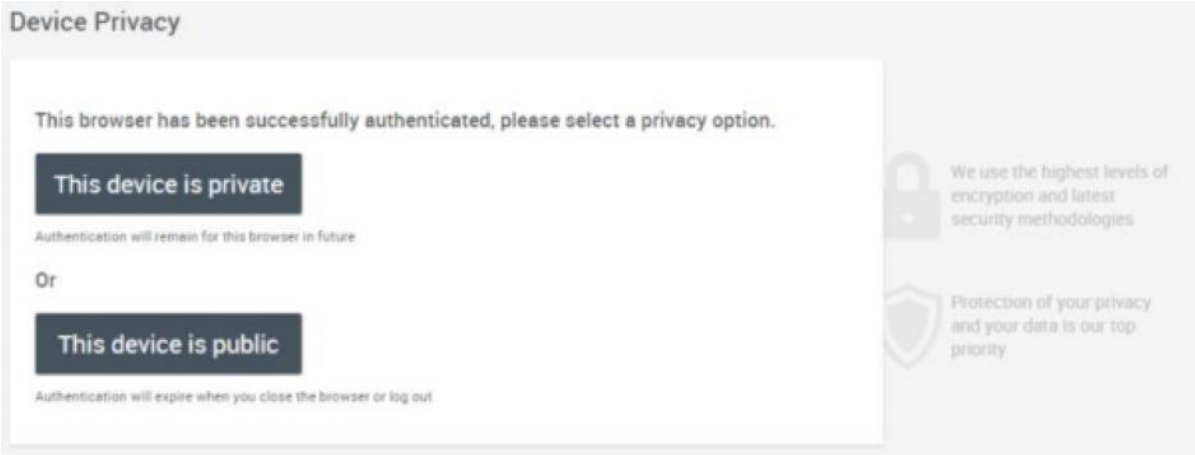 Device Privacy
This browser has been successfully authenticated, please select a privacy option.
This device is private
Authentication will remain for this browser in future
Or
This device is public
Authentication will expire when you close the browser or log out
We use the highest levels of
encryption and latest
security methodologies
Protection of your privacy
and your data is our top
priority